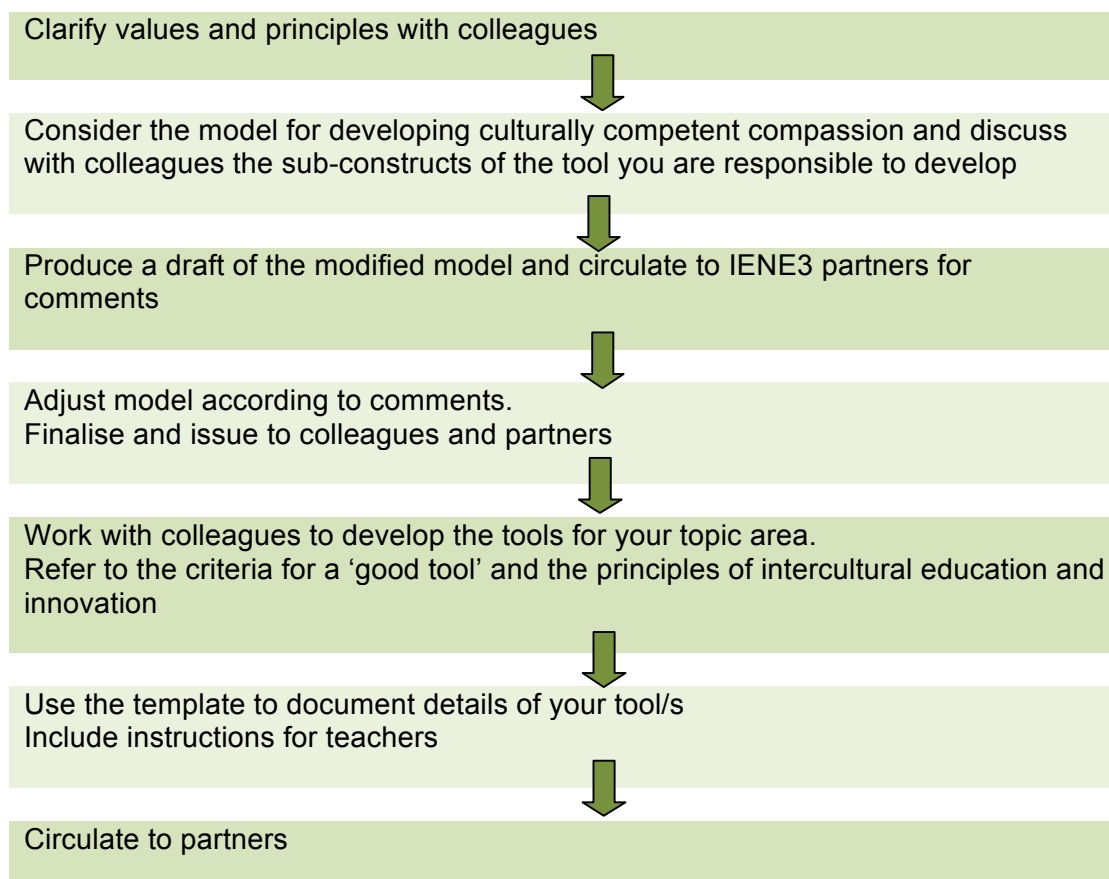 Clarify values and principles with colleagues
Consider the model for developing culturally competent compassion and discuss
with colleagues the sub-constructs of the tool you are responsible to develop
Produce a draft of the modified model and circulate to IENE3 partners for
comments
Adjust model according to comments.
Finalise and issue to colleagues and partners
Work with colleagues to develop the tools for your topic area.
Refer to the criteria for a ‘good tool’ and the principles of intercultural education and
innovation
Use the template to document details of your tool/s
Include instructions for teachers
Circulate to partners